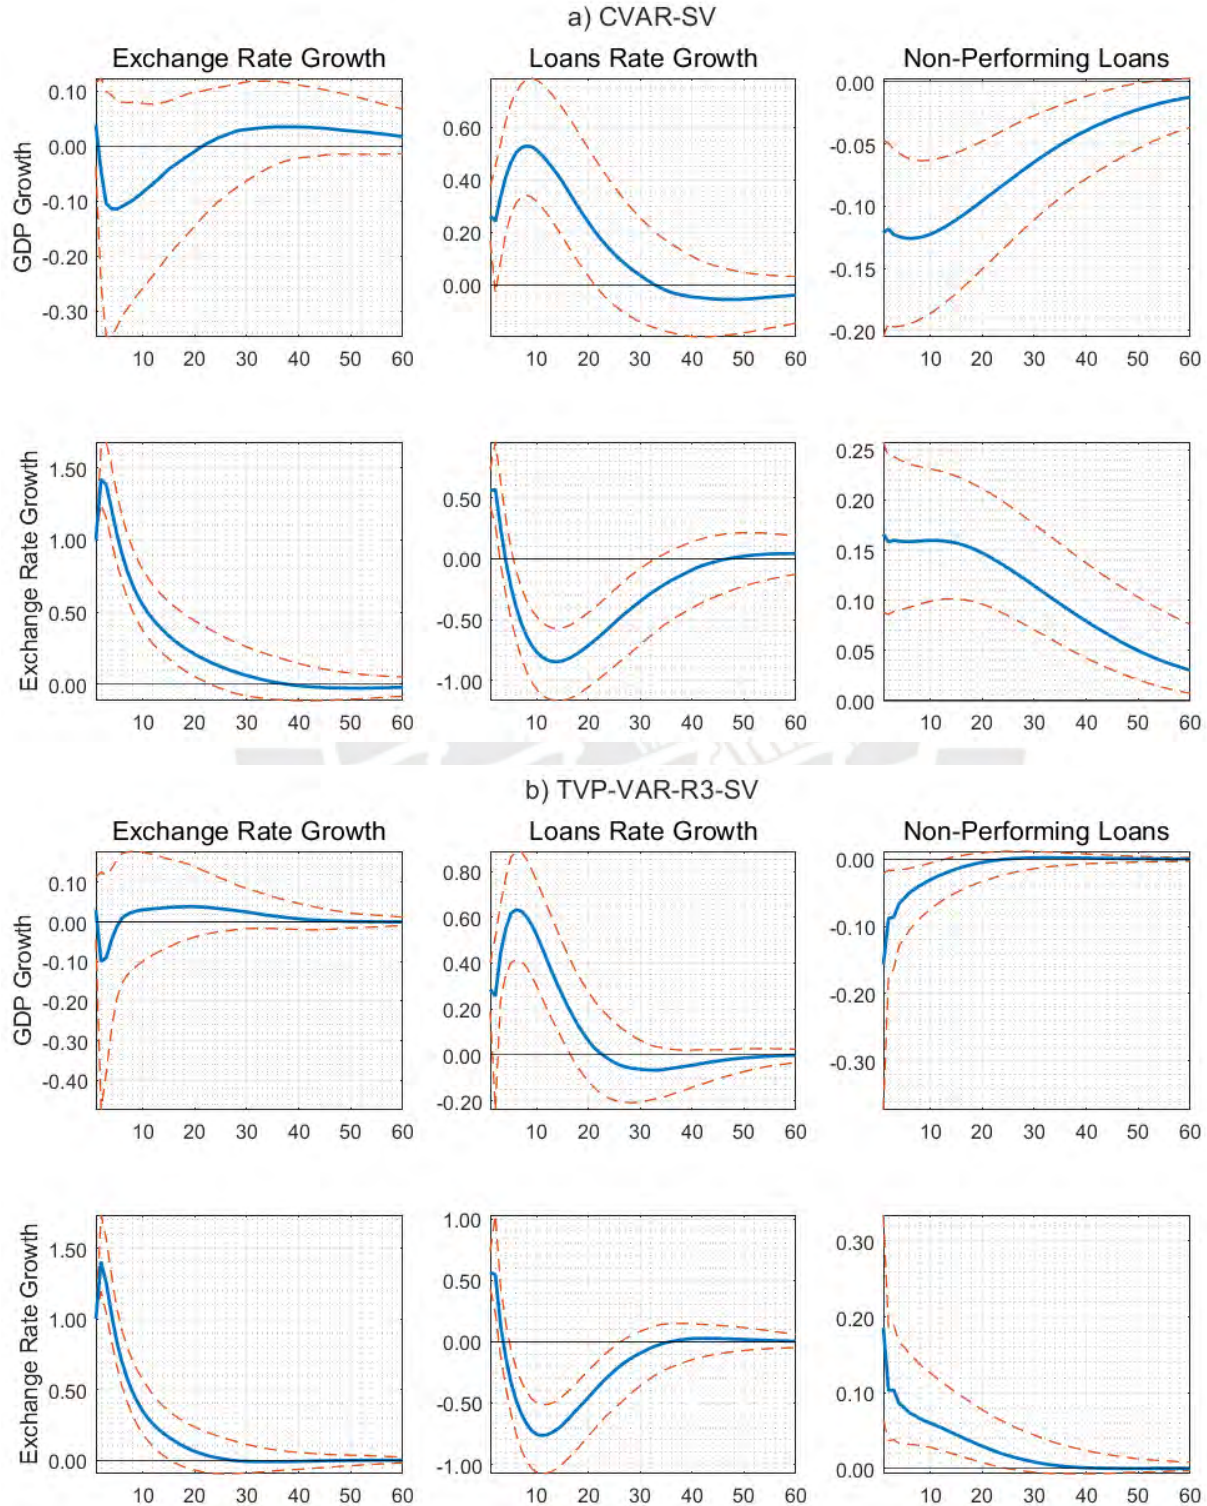 a) CVAR-SV
Exchange Rate Growth
Loans Rate Growth
Non-Performing Loans
GDP Growth
0.10
0.00
-0.10
-0.20
-0.30
10 20 30 40 50 60
0.60
0.40
0.20
0.00
10 20 30 40 50 60
0.00
-0.05
-0.10
-0.15
-0.20
10 20 30 40 50 60
Exchange Rate Growth
1.50
1.00
0.50
0.00
10 20 30 40 50 60
0.50
0.00
-0.50
-1.00
10 20 30 40 50 60
0.25
0.20
0.15
0.10
0.05
0.00
10 20 30 40 50 60
b) TVP-VAR-R3-SV
Exchange Rate Growth
Loans Rate Growth
Non-Performing Loans
GDP Growth
0.10
0.00
-0.10
-0.20
-0.30
-0.40
10 20 30 40 50 60
0.80
0.60
0.40
0.20
0.00
-0.20
10 20 30 40 50 60
0.00
-0.10
-0.20
-0.30
10 20 30 40 50 60
Exchange Rate Growth
1.50
1.00
0.50
0.00
10 20 30 40 50 60
1.00
0.50
0.00
-0.50
-1.00
10 20 30 40 50 60
0.30
0.20
0.10
0.00
10 20 30 40 50 60